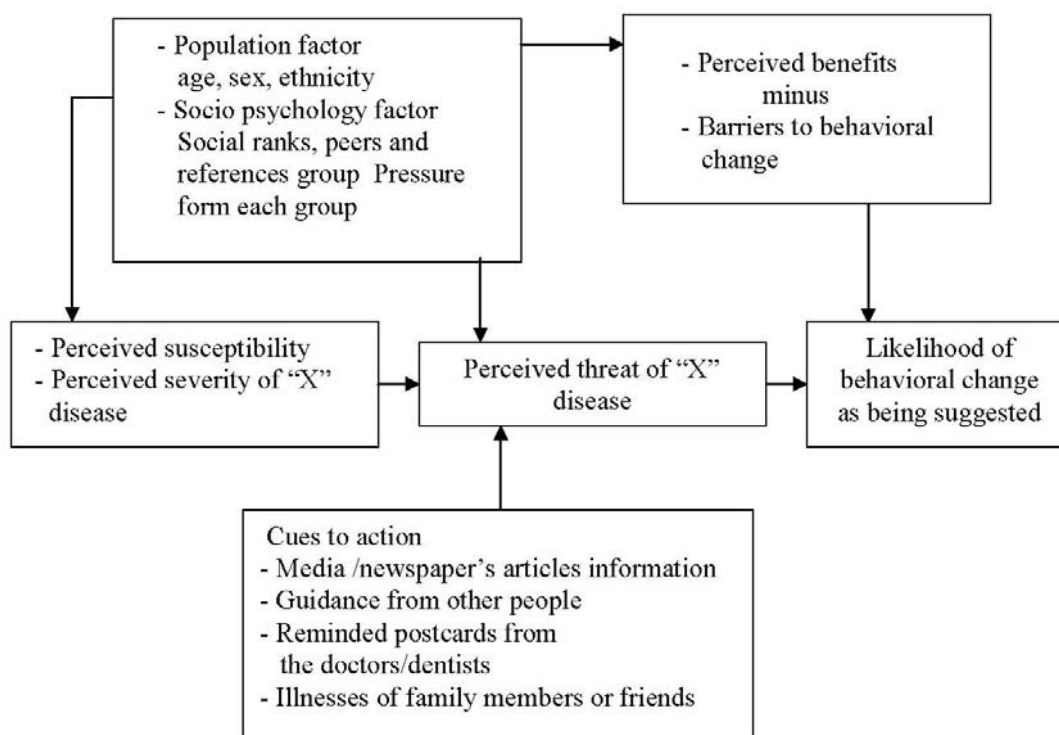 - Population factor
age, sex, ethnicity
- Socio psychology factor
Social ranks, peers and
references group Pressure
form each group
- Perceived benefits
minus
- Barriers to behavioral
change
- Perceived susceptibility
- Perceived severity of “X”
disease
Perceived threat of “X”
disease
Likelihood of
behavioral change
as being suggested
Cues to action
- Media /newspaper’s articles information
- Guidance from other people
- Reminded postcards from
the doctors/dentists
- Illnesses of family members or friends